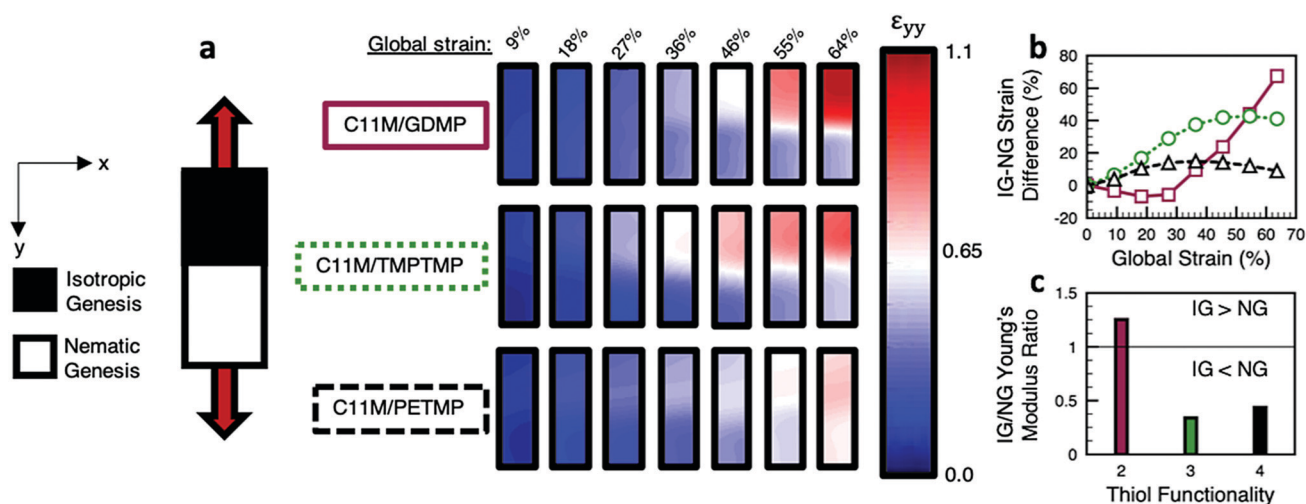 a
x
y
Isotropic
Genesis
Nematic
Genesis
Global strain:
9%
18%
27%
36%
46%
55%
64%
C11M/GDMP
C11M/TMPTMP
C11M/PETMP
εyy
1.1
0.65
0.0
b
IG-NG Strain
Difference (%)
80
60
40
20
0
-20
0 10 20 30 40 50 60 70
Global Strain (%)
c
IG/NG Young's
Modulus Ratio
1.5
1
0.5
0
IG > NG
IG < NG
2 3 4
Thiol Functionality